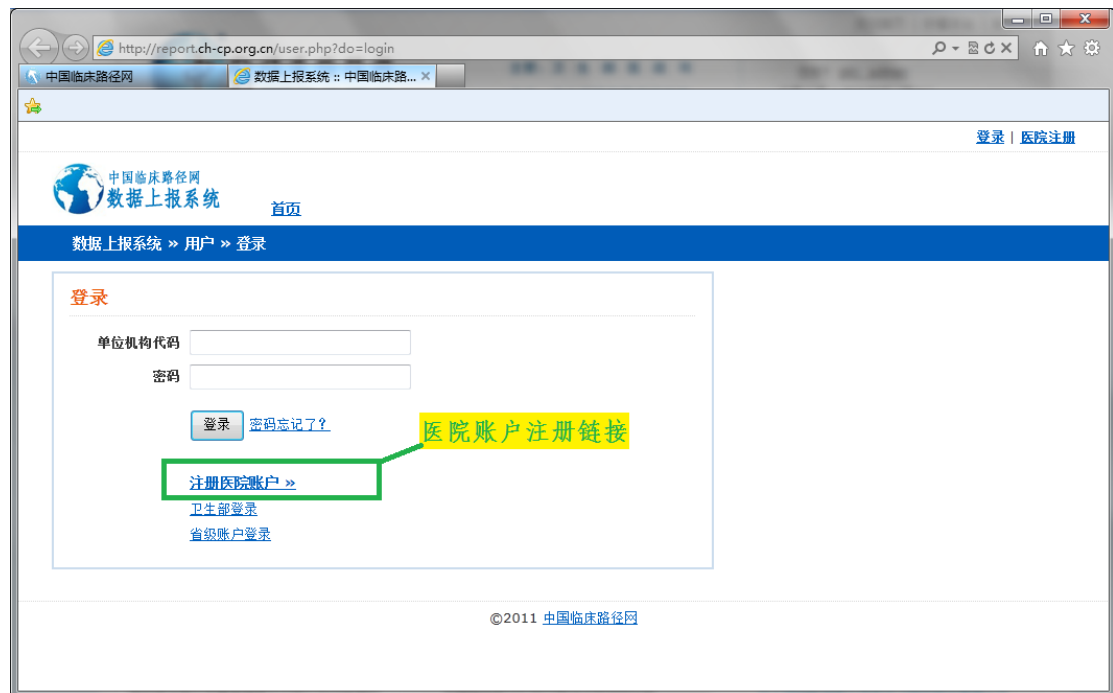 http://report.ch-cp.org.cn/user.php?do=login
中国临床路径网
数据上报系统 :: 中国临床路...
登录 | 医院注册
中国临床路径网
数据上报系统
首页
数据上报系统 » 用户 » 登录
登录
单位机构代码
密码
登录 密码忘记了?
医院账户注册链接
注册医院账户 »
卫生部登录
省级账户登录
©2011 中国临床路径网